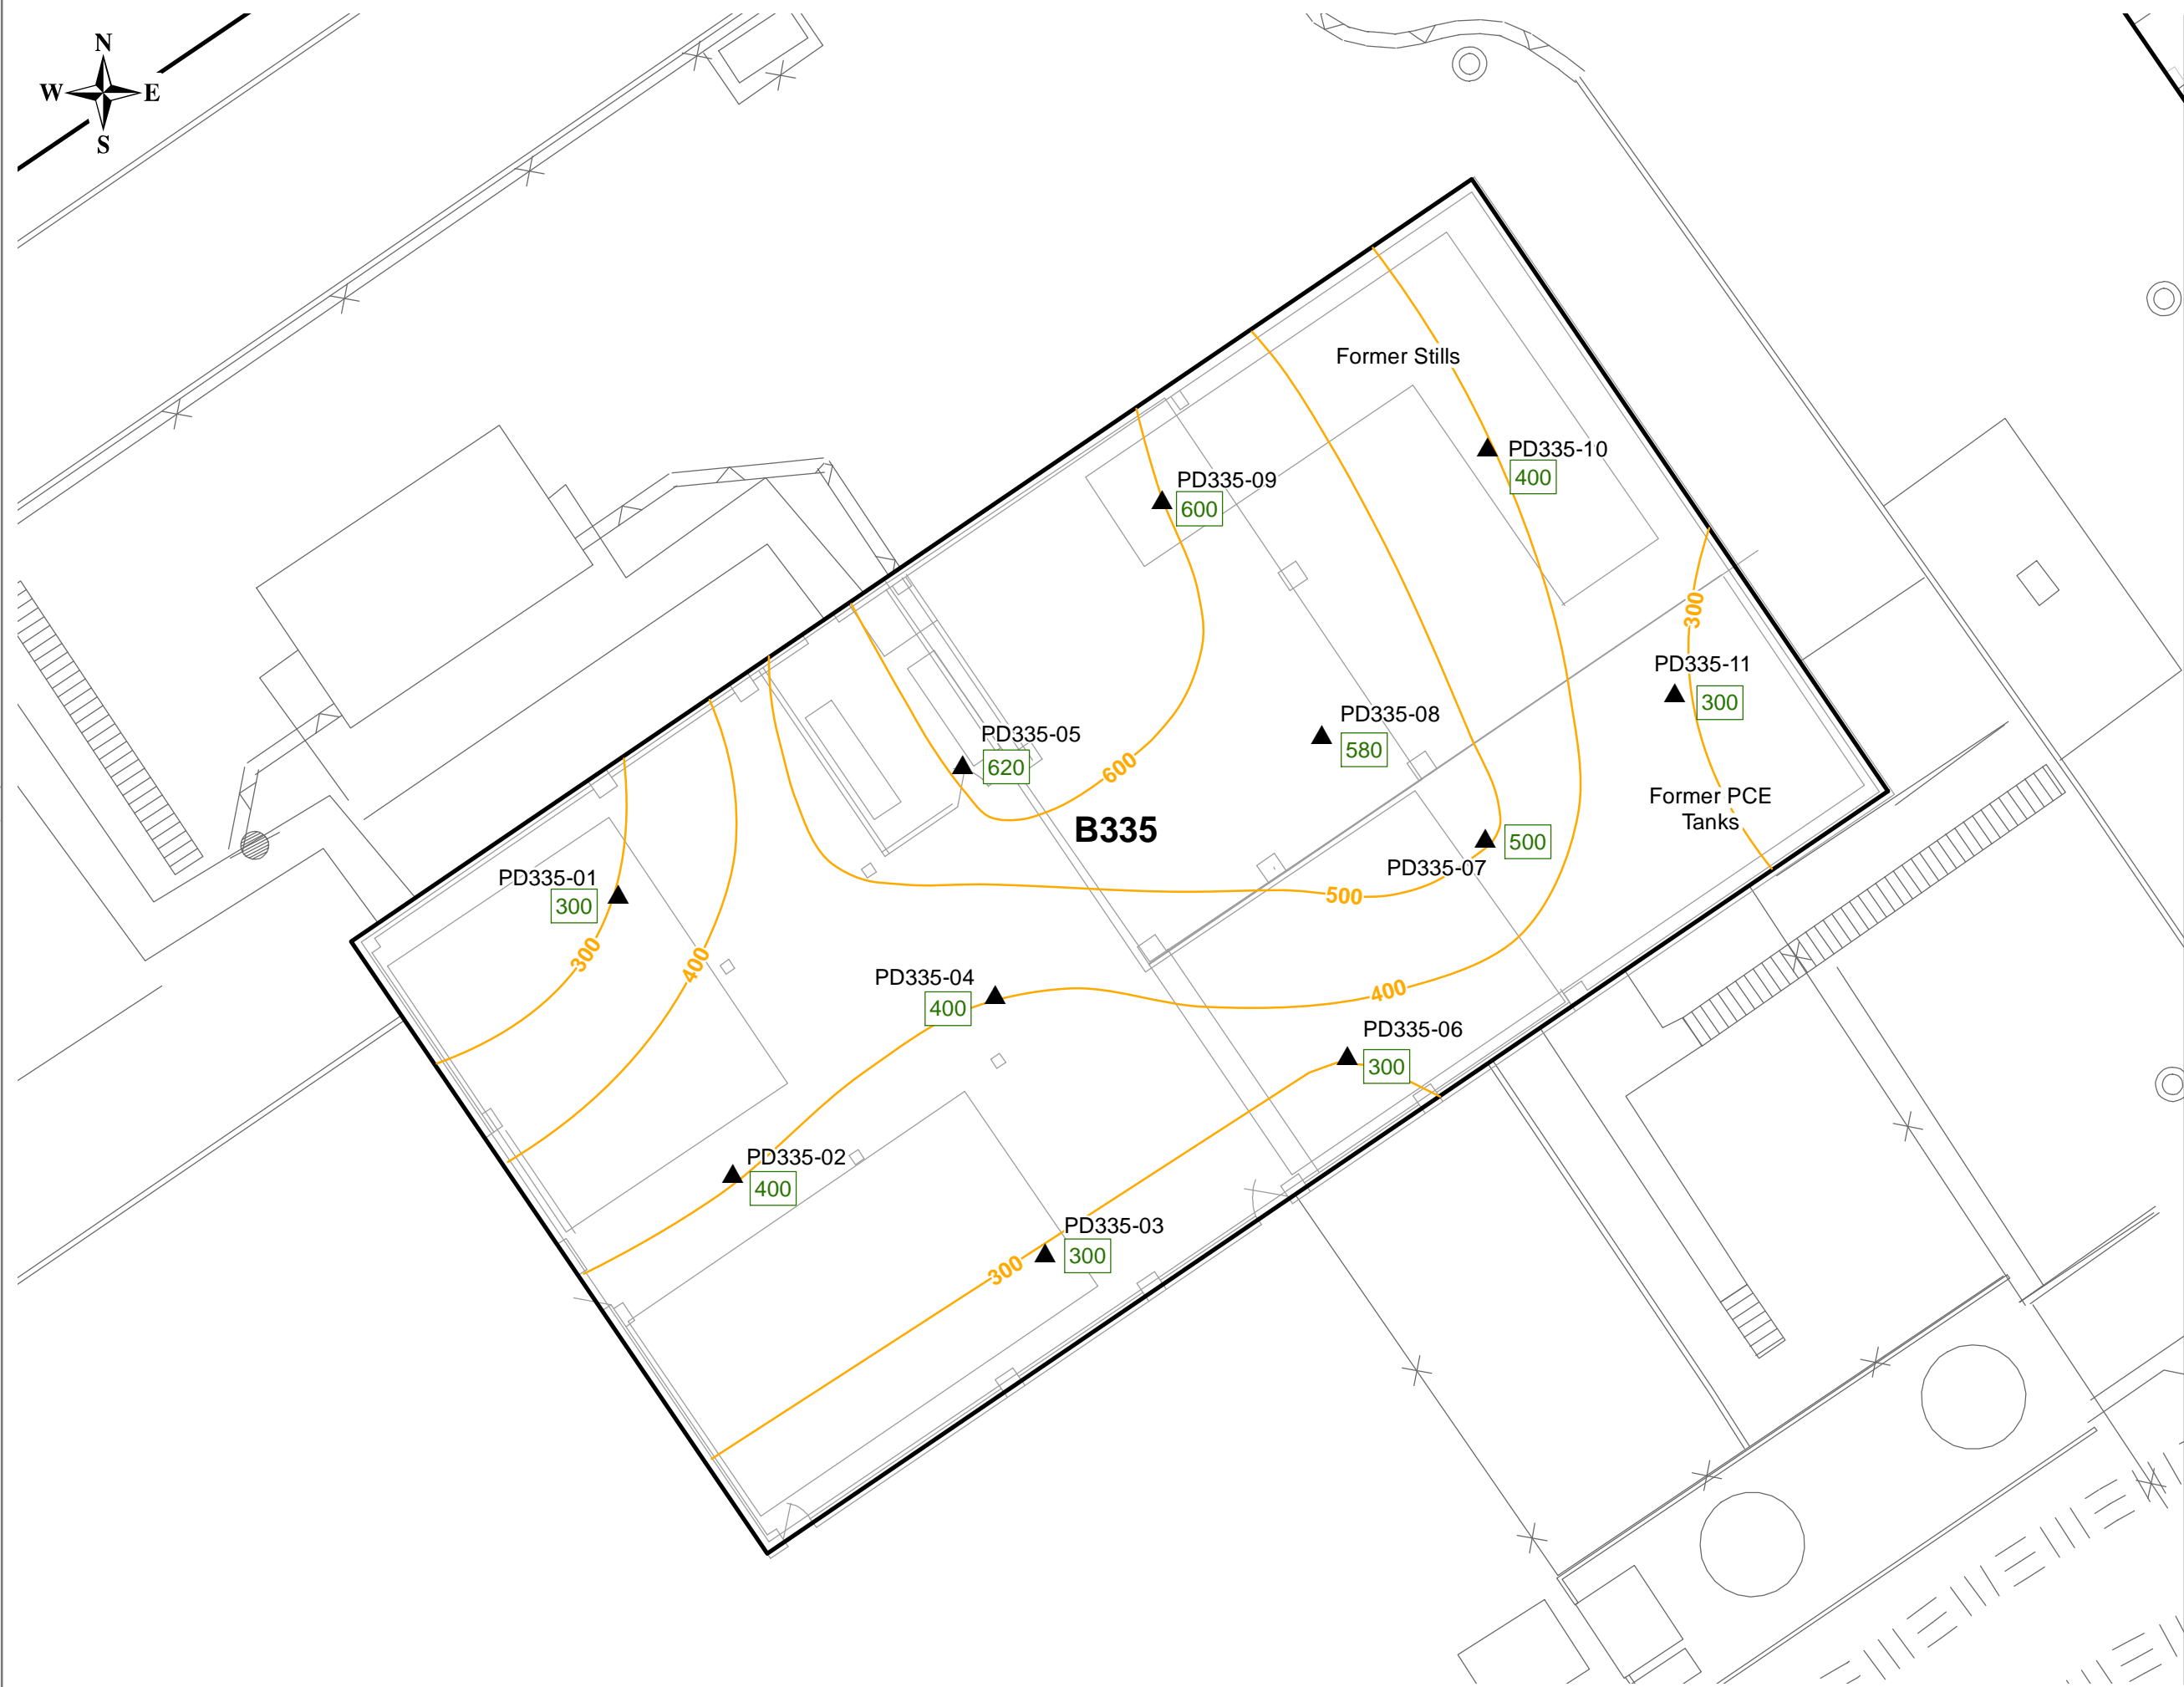 N
W E
S
Former Stills
PD335-10
400
PD335-09
600
300
PD335-11
300
PD335-08
580
PD335-05
620
600
Former PCE
Tanks
B335
500
PD335-07
500
PD335-01
300
300
400
PD335-04
400
400
PD335-06
300
PD335-02
400
PD335-03
300
300